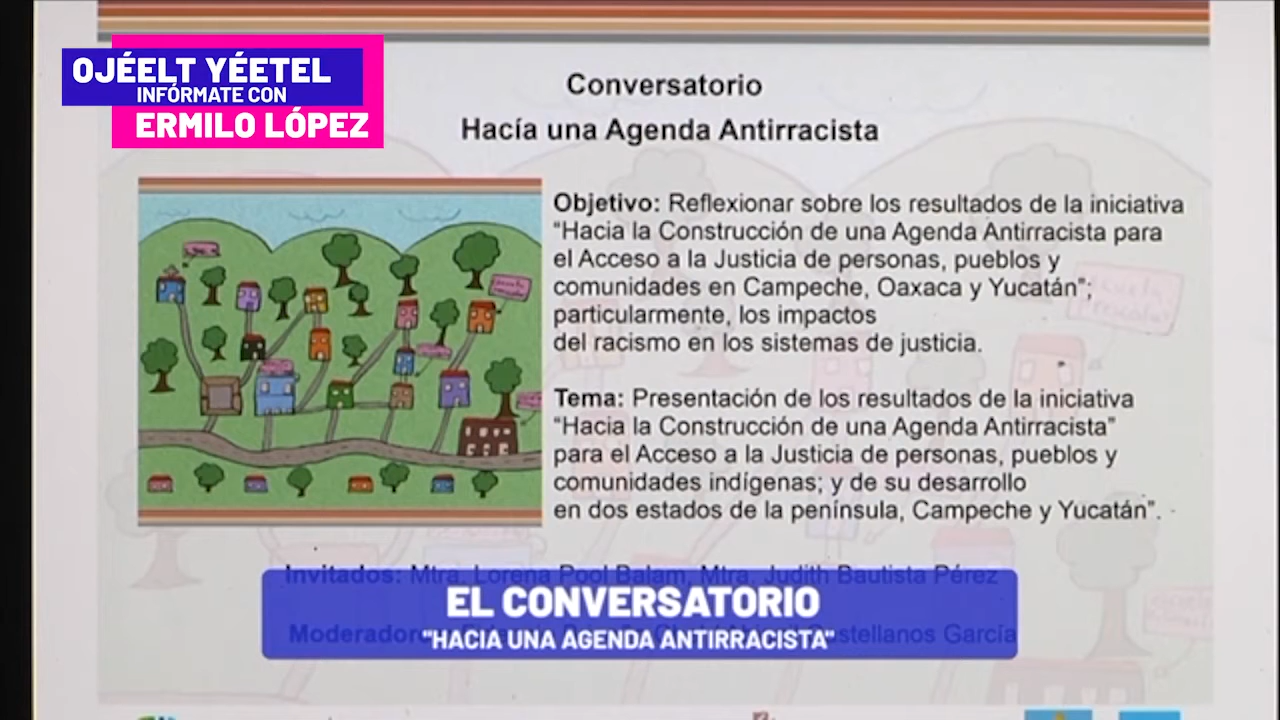 OJÉELT YÉETEL
INFÓRMATE CON
ERMILO LÓPEZ
Conversatorio
Hacía una Agenda Antirracista
Objetivo: Reflexionar sobre los resultados de la iniciativa
“Hacia la Construcción de una Agenda Antirracista para
el Acceso a la Justicia de personas, pueblos y
comunidades en Campeche, Oaxaca y Yucatán”;
particularmente, los impactos
del racismo en los sistemas de justicia.
Tema: Presentación de los resultados de la iniciativa
“Hacia la Construcción de una Agenda Antirracista”
para el Acceso a la Justicia de personas, pueblos y
comunidades indígenas; y de su desarrollo
en dos estados de la península, Campeche y Yucatán”.
Invitados: Mtra. Lorena Pool Balam, Mtra. Judith Bautista Pérez
EL CONVERSATORIO
"HACIA UNA AGENDA ANTIRRACISTA"
Castellanos García